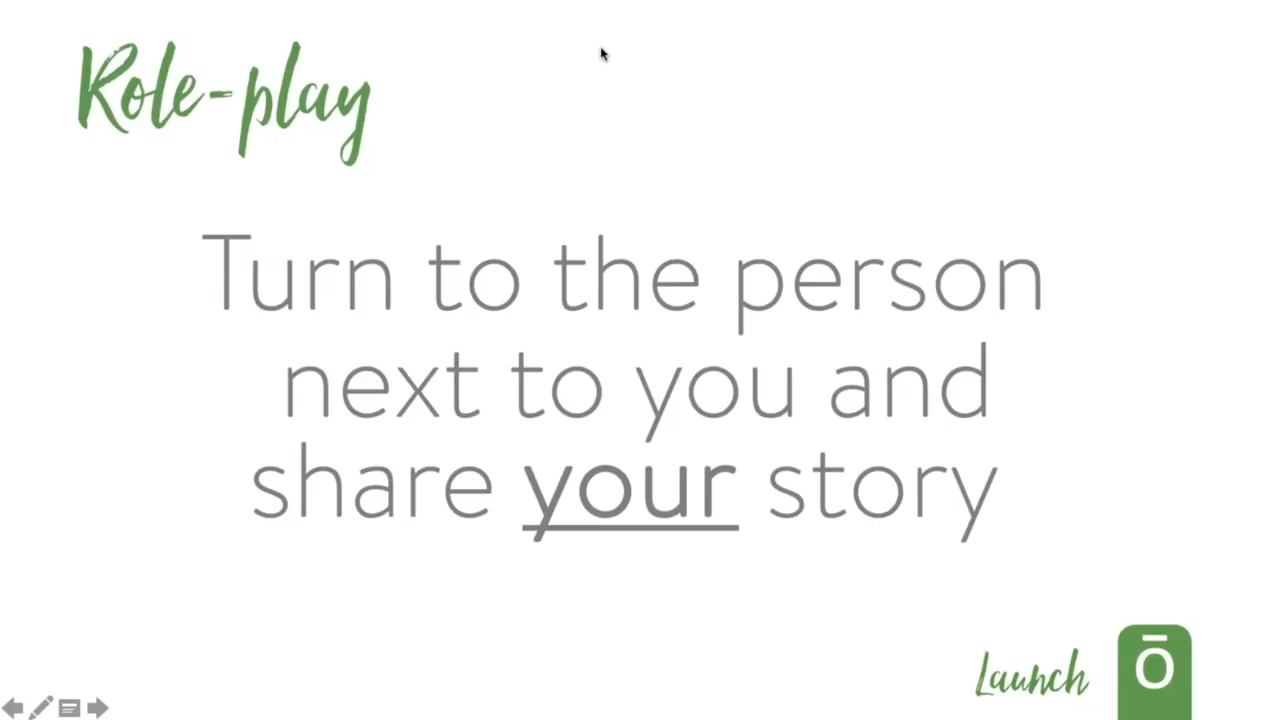 Role-play
Turn to the person
next to you and
share your story
Launch
Ō